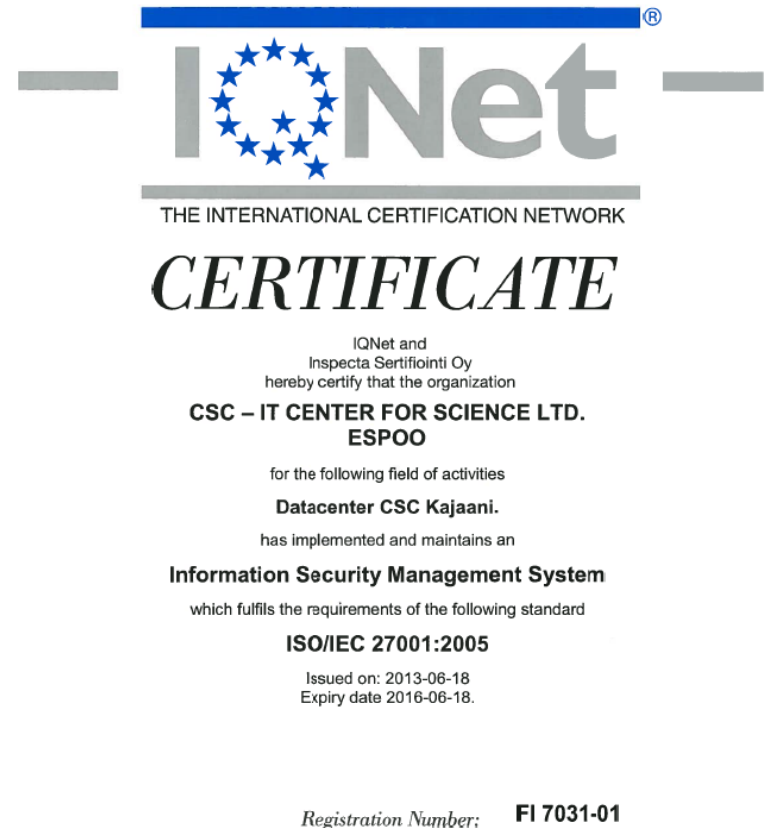 IQNet®
THE INTERNATIONAL CERTIFICATION NETWORK
CERTIFICATE
IQNet and
Inspecta Sertifiointi Oy
hereby certify that the organization
CSC – IT CENTER FOR SCIENCE LTD.
ESPOO
for the following field of activities
Datacenter CSC Kajaani.
has implemented and maintains an
Information Security Management System
which fulfils the requirements of the following standard
ISO/IEC 27001:2005
Issued on: 2013-06-18
Expiry date 2016-06-18.
Registration Number: FI 7031-01